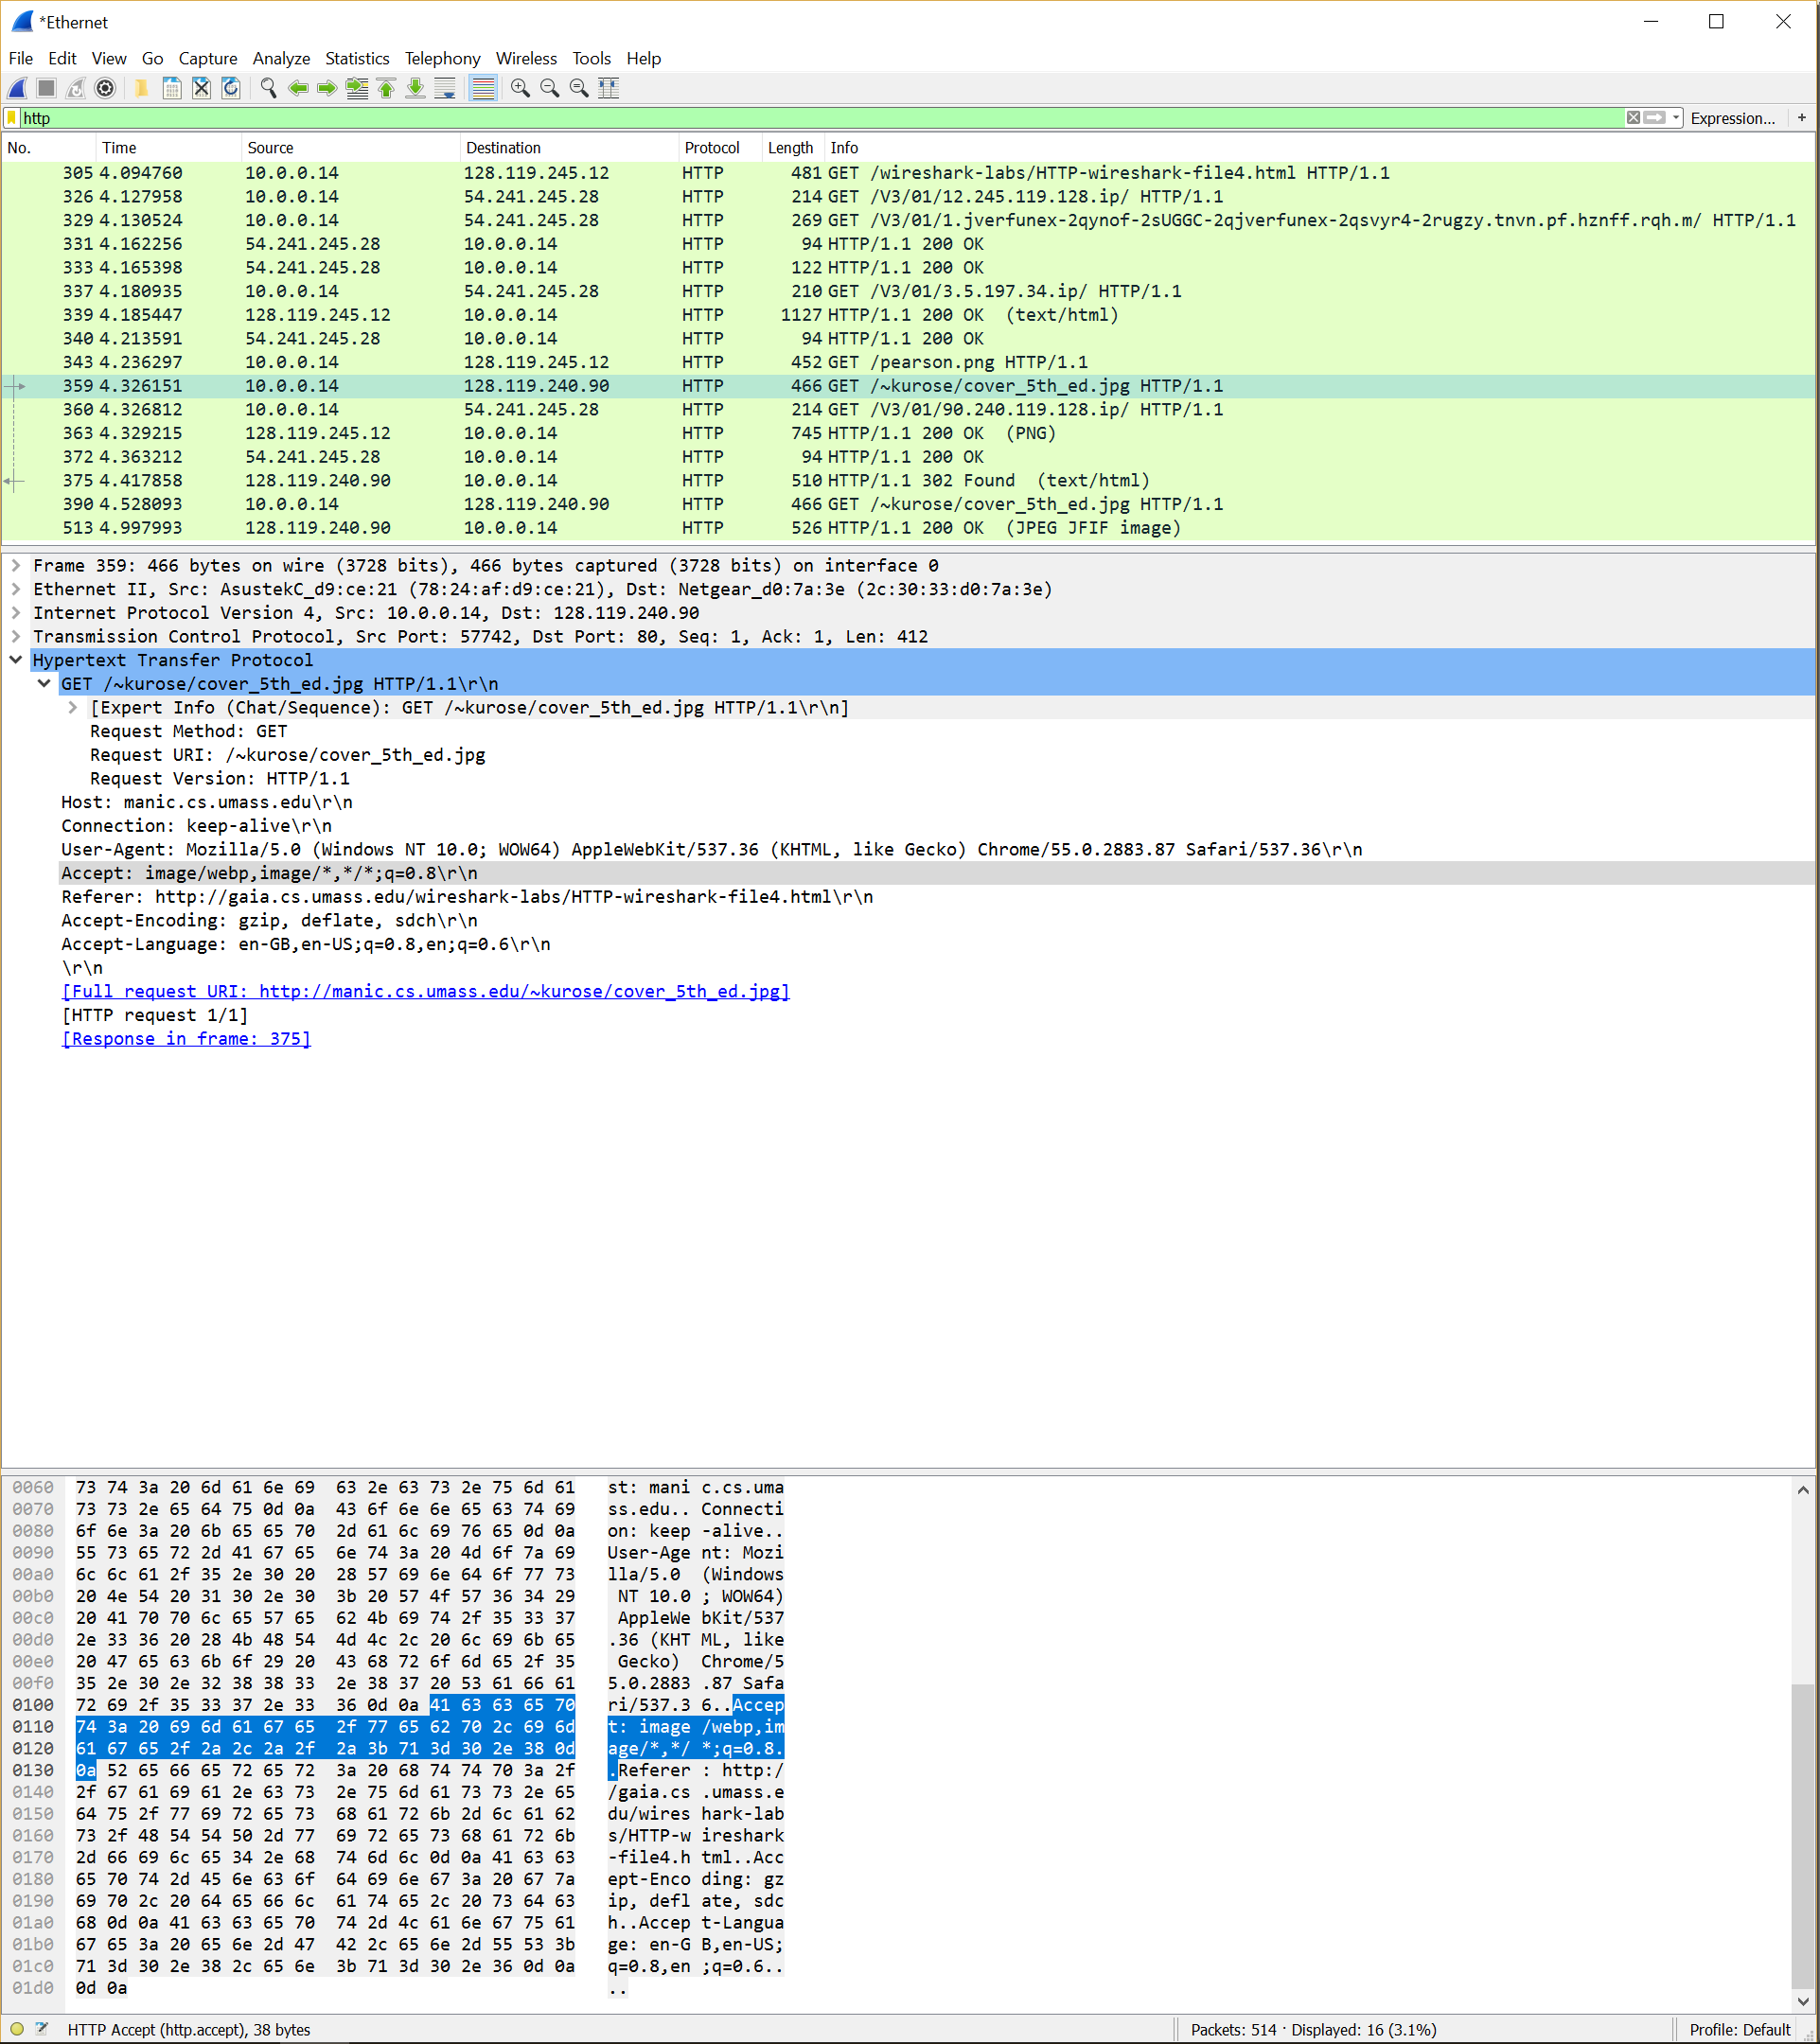 *Ethernet
File Edit View Go Capture Analyze Statistics Telephony Wireless Tools Help
http Expression... +
No. Time Source Destination Protocol Length Info
305 4.094760 10.0.0.14 128.119.245.12 HTTP 481 GET /wireshark-labs/HTTP-wireshark-file4.html HTTP/1.1
326 4.127958 10.0.0.14 54.241.245.28 HTTP 214 GET /V3/01/12.245.119.128.ip/ HTTP/1.1
329 4.130524 10.0.0.14 54.241.245.28 HTTP 269 GET /V3/01/1.jverfunex-2qynof-2sUGGC-2qjverfunex-2qsvyr4-2rugzy.tnvn.pf.hznff.rqh.m/ HTTP/1.1
331 4.162256 54.241.245.28 10.0.0.14 HTTP 94 HTTP/1.1 200 OK
333 4.165398 54.241.245.28 10.0.0.14 HTTP 122 HTTP/1.1 200 OK
337 4.180935 10.0.0.14 54.241.245.28 HTTP 210 GET /V3/01/3.5.197.34.ip/ HTTP/1.1
339 4.185447 128.119.245.12 10.0.0.14 HTTP 1127 HTTP/1.1 200 OK (text/html)
340 4.213591 54.241.245.28 10.0.0.14 HTTP 94 HTTP/1.1 200 OK
343 4.236297 10.0.0.14 128.119.245.12 HTTP 452 GET /pearson.png HTTP/1.1
359 4.326151 10.0.0.14 128.119.240.90 HTTP 466 GET /~kurose/cover_5th_ed.jpg HTTP/1.1
360 4.326812 10.0.0.14 54.241.245.28 HTTP 214 GET /V3/01/90.240.119.128.ip/ HTTP/1.1
363 4.329215 128.119.245.12 10.0.0.14 HTTP 745 HTTP/1.1 200 OK (PNG)
372 4.363212 54.241.245.28 10.0.0.14 HTTP 94 HTTP/1.1 200 OK
375 4.417858 128.119.240.90 10.0.0.14 HTTP 510 HTTP/1.1 302 Found (text/html)
390 4.528093 10.0.0.14 128.119.240.90 HTTP 466 GET /~kurose/cover_5th_ed.jpg HTTP/1.1
513 4.997993 128.119.240.90 10.0.0.14 HTTP 526 HTTP/1.1 200 OK (JPEG JFIF image)
Frame 359: 466 bytes on wire (3728 bits), 466 bytes captured (3728 bits) on interface 0
Ethernet II, Src: AsustekC_d9:ce:21 (78:24:af:d9:ce:21), Dst: Netgear_d0:7a:3e (2c:30:33:d0:7a:3e)
Internet Protocol Version 4, Src: 10.0.0.14, Dst: 128.119.240.90
Transmission Control Protocol, Src Port: 57742, Dst Port: 80, Seq: 1, Ack: 1, Len: 412
Hypertext Transfer Protocol
GET /~kurose/cover_5th_ed.jpg HTTP/1.1\r\n
[Expert Info (Chat/Sequence): GET /~kurose/cover_5th_ed.jpg HTTP/1.1\r\n]
Request Method: GET
Request URI: /~kurose/cover_5th_ed.jpg
Request Version: HTTP/1.1
Host: manic.cs.umass.edu\r\n
Connection: keep-alive\r\n
User-Agent: Mozilla/5.0 (Windows NT 10.0; WOW64) AppleWebKit/537.36 (KHTML, like Gecko) Chrome/55.0.2883.87 Safari/537.36\r\n
Accept: image/webp,image/*,*/*;q=0.8\r\n
Referer: http://gaia.cs.umass.edu/wireshark-labs/HTTP-wireshark-file4.html\r\n
Accept-Encoding: gzip, deflate, sdch\r\n
Accept-Language: en-GB,en-US;q=0.8,en;q=0.6\r\n
\r\n
[Full request URI: http://manic.cs.umass.edu/~kurose/cover_5th_ed.jpg]
[HTTP request 1/1]
[Response in frame: 375]
0060 73 74 3a 20 6d 61 6e 69 63 2e 63 73 2e 75 6d 61 st: mani c.cs.uma
0070 73 73 2e 65 64 75 0d 0a 43 6f 6e 6e 65 63 74 69 ss.edu.. Connecti
0080 6f 6e 3a 20 6b 65 65 70 2d 61 6c 69 76 65 0d 0a on: keep -alive..
0090 55 73 65 72 2d 41 67 65 6e 74 3a 20 4d 6f 7a 69 User-Age nt: Mozi
00a0 6c 6c 61 2f 35 2e 30 20 28 57 69 6e 64 6f 77 73 lla/5.0 (Windows
00b0 20 4e 54 20 31 30 2e 30 3b 20 57 4f 57 36 34 29 NT 10.0 ; WOW64)
00c0 20 41 70 70 6c 65 57 65 62 4b 69 74 2f 35 33 37 AppleWe bKit/537
00d0 2e 33 36 20 28 4b 48 54 4d 4c 2c 20 6c 69 6b 65 .36 (KHT ML, like
00e0 20 47 65 63 6b 6f 29 20 43 68 72 6f 6d 65 2f 35 Gecko) Chrome/5
00f0 35 2e 30 2e 32 38 38 33 2e 38 37 20 53 61 66 61 5.0.2883 .87 Safa
0100 72 69 2f 35 33 37 2e 33 36 0d 0a 41 63 63 65 70 ri/537.3 6..Accep
0110 74 3a 20 69 6d 61 67 65 2f 77 65 62 70 2c 69 6d t: image /webp,im
0120 61 67 65 2f 2a 2c 2a 2f 2a 3b 71 3d 30 2e 38 0d age/*,*/ *;q=0.8.
0130 0a 52 65 66 65 72 65 72 3a 20 68 74 74 70 3a 2f .Referer : http:/
0140 2f 67 61 69 61 2e 63 73 2e 75 6d 61 73 73 2e 65 /gaia.cs .umass.e
0150 64 75 2f 77 69 72 65 73 68 61 72 6b 2d 6c 61 62 du/wires hark-lab
0160 73 2f 48 54 54 50 2d 77 69 72 65 73 68 61 72 6b s/HTTP-w ireshark
0170 2d 66 69 6c 65 34 2e 68 74 6d 6c 0d 0a 41 63 63 -file4.h tml..Acc
0180 65 70 74 2d 45 6e 63 6f 64 69 6e 67 3a 20 67 7a ept-Enco ding: gz
0190 69 70 2c 20 64 65 66 6c 61 74 65 2c 20 73 64 63 ip, defl ate, sdc
01a0 68 0d 0a 41 63 63 65 70 74 2d 4c 61 6e 67 75 61 h..Accep t-Langua
01b0 67 65 3a 20 65 6e 2d 47 42 2c 65 6e 2d 55 53 3b ge: en-G B,en-US;
01c0 71 3d 30 2e 38 2c 65 6e 3b 71 3d 30 2e 36 0d 0a q=0.8,en ;q=0.6..
01d0 0d 0a ..
HTTP Accept (http.accept), 38 bytes Packets: 514 · Displayed: 16 (3.1%) Profile: Default